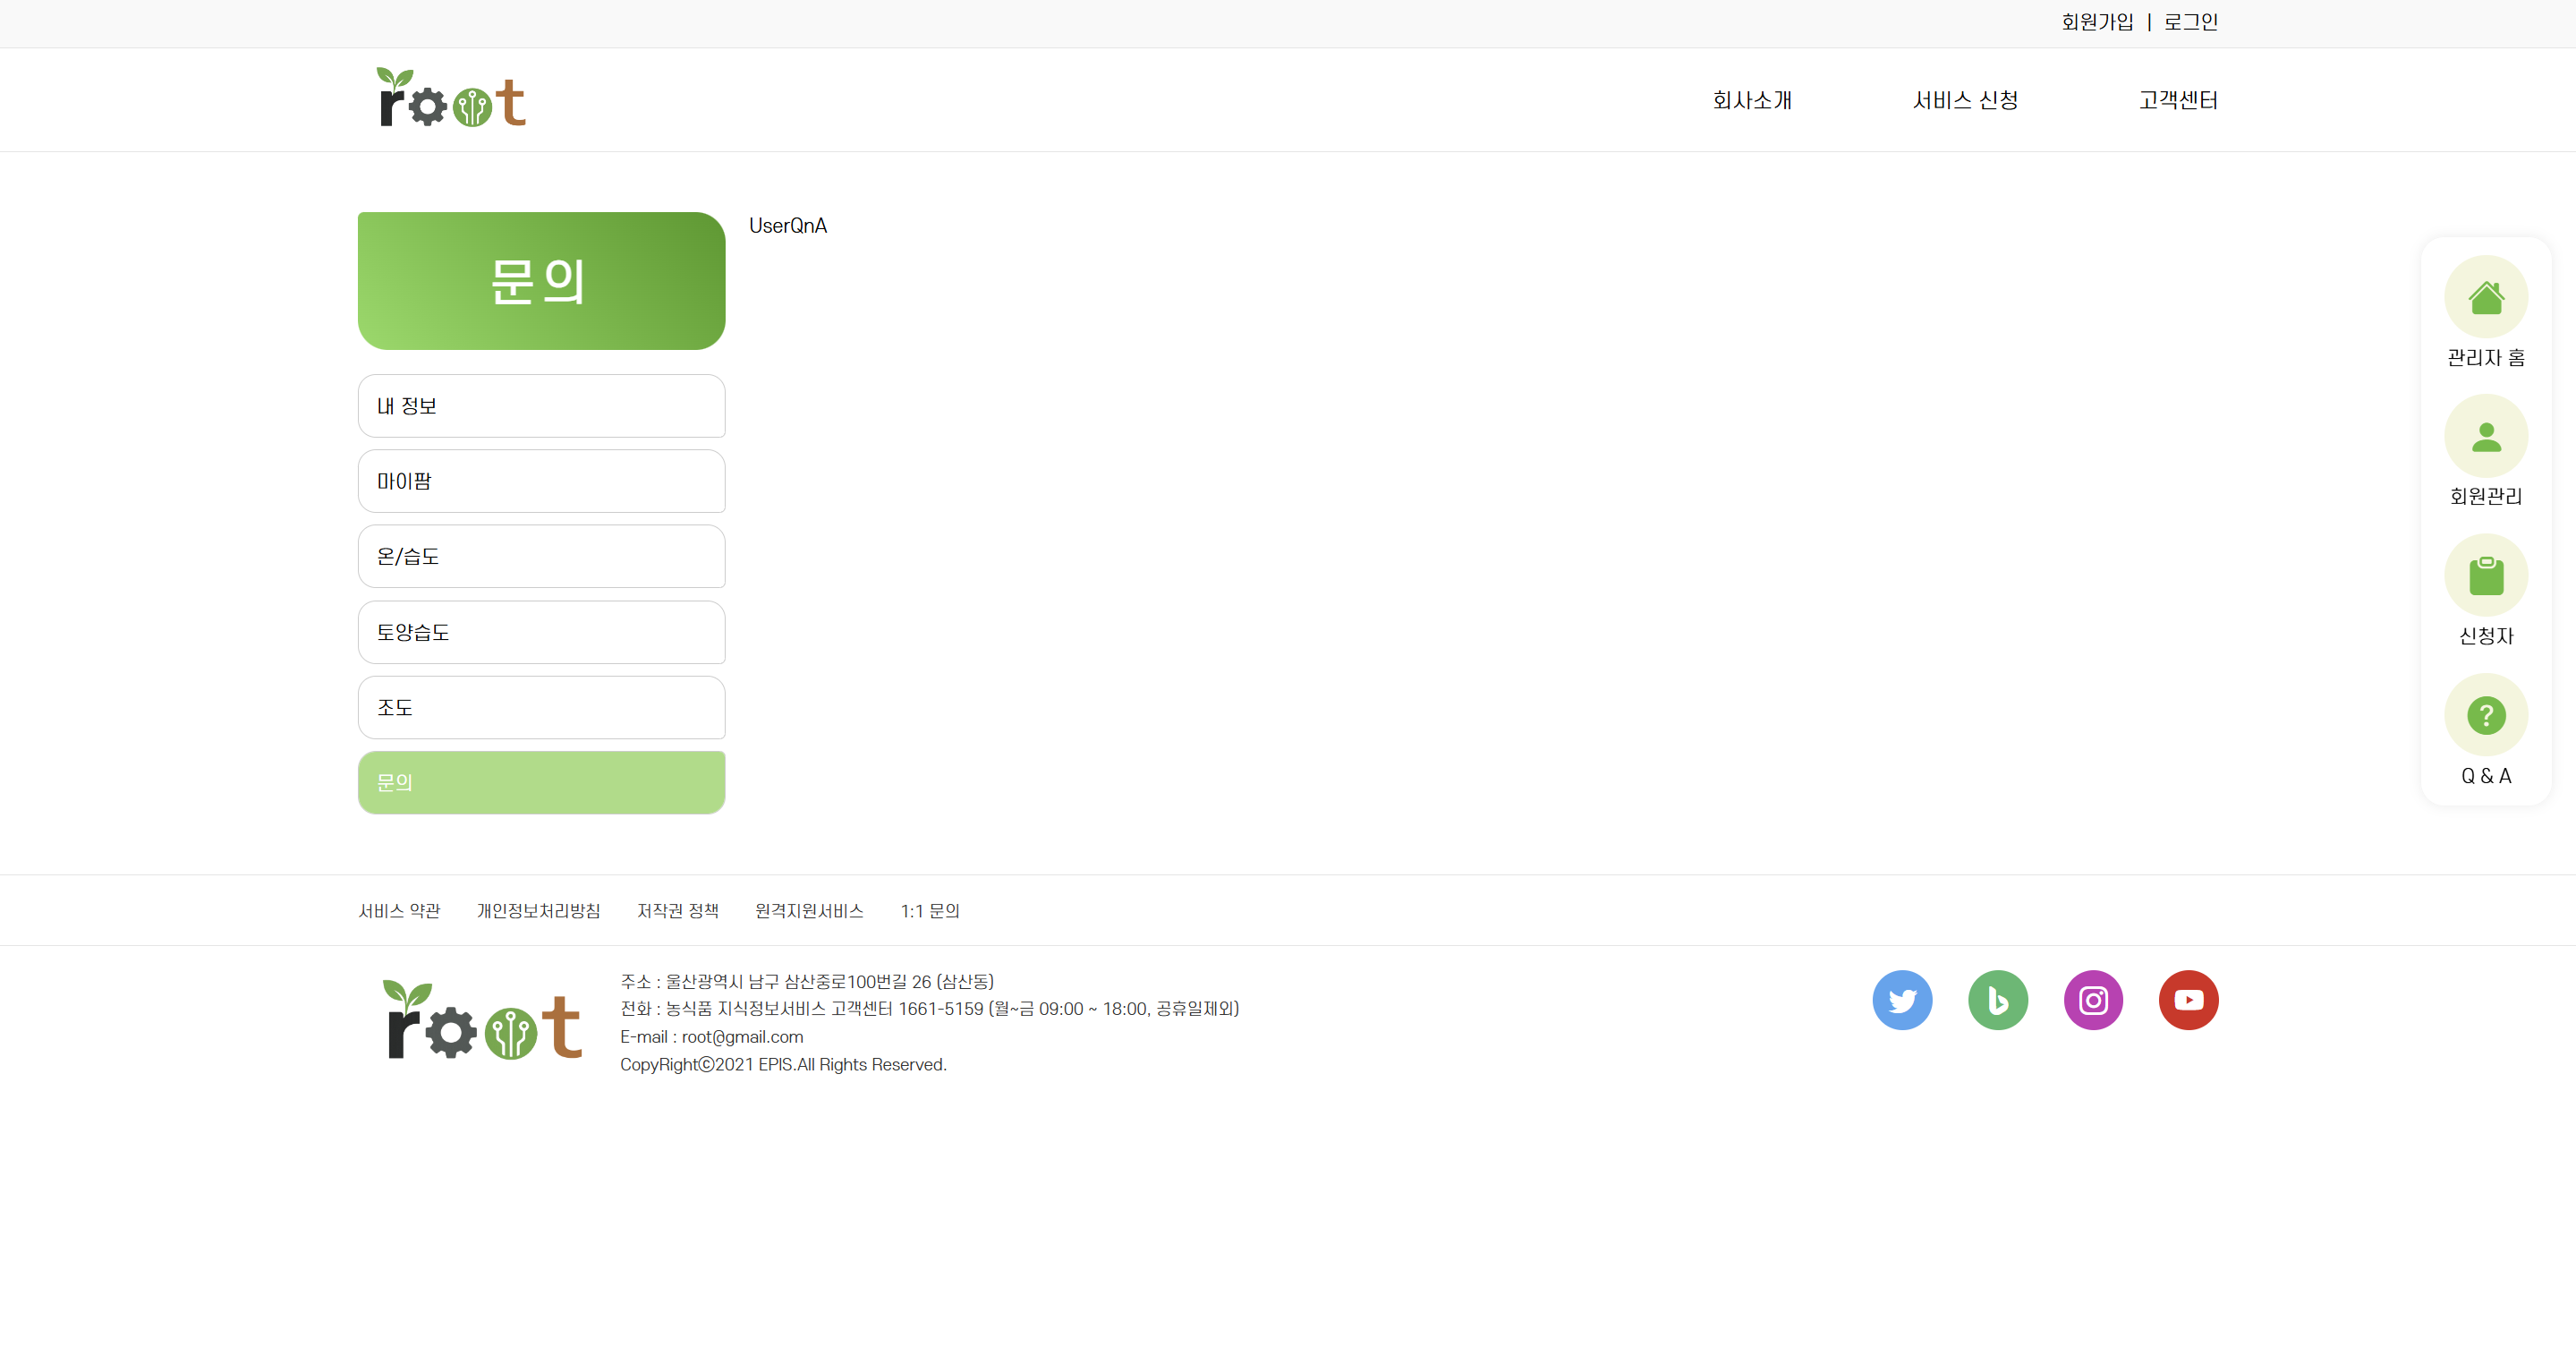 회원가입 | 로그인
root
회사소개 서비스 신청 고객센터
문의
UserQnA
내 정보
마이팜
온/습도
토양습도
조도
문의
관리자 홈
회원관리
신청자
Q & A
서비스 약관 개인정보처리방침 저작권 정책 원격지원서비스 1:1 문의
root
주소 : 울산광역시 남구 삼산중로100번길 26 (삼산동)
전화 : 농식품 지식정보서비스 고객센터 1661-5159 (월~금 09:00 ~ 18:00, 공휴일제외)
E-mail : root@gmail.com
CopyRightⓒ2021 EPIS.All Rights Reserved.